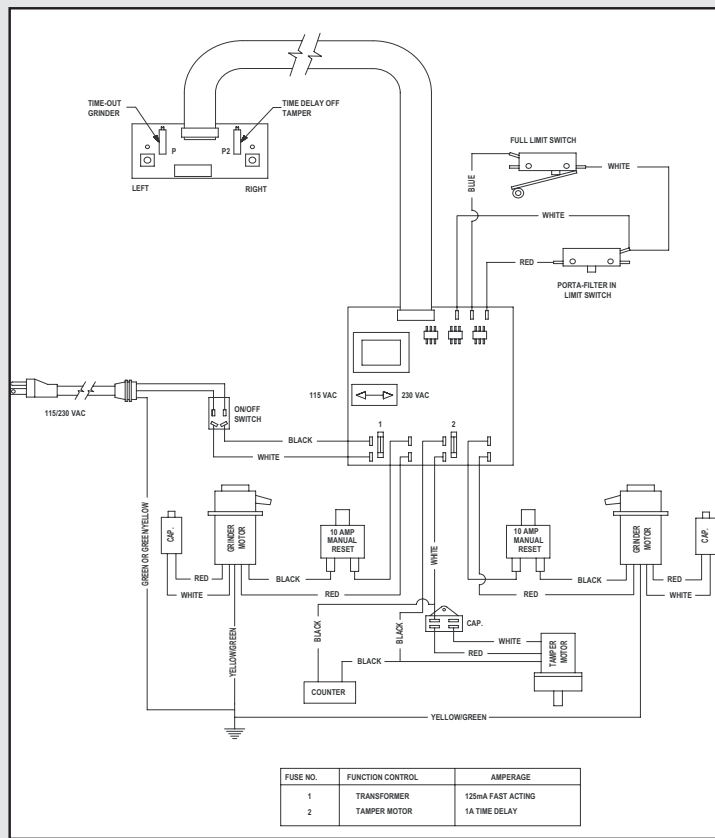 TIME-OUT
GRINDER
TIME DELAY OFF
TAMPER
P
P2
LEFT
RIGHT
FULL LIMIT SWITCH
BLUE
WHITE
WHITE
RED
PORTA-FILTER IN
LIMIT SWITCH
115 VAC
230 VAC
115/230 VAC
ON/OFF
SWITCH
1
2
BLACK
WHITE
GREEN OR GREEN/YELLOW
CAP.
GRINDER
MOTOR
10 AMP
MANUAL
RESET
WHITE
10 AMP
MANUAL
RESET
GRINDER
MOTOR
CAP.
RED
BLACK
BLACK
RED
WHITE
RED
RED
WHITE
YELLOW/GREEN
BLACK
BLACK
CAP.
WHITE
RED
BLACK
TAMPER
MOTOR
COUNTER
YELLOW/GREEN
FUSE NO. FUNCTION CONTROL AMPERAGE
1 TRANSFORMER 125mA FAST ACTING
2 TAMPER MOTOR 1A TIME DELAY